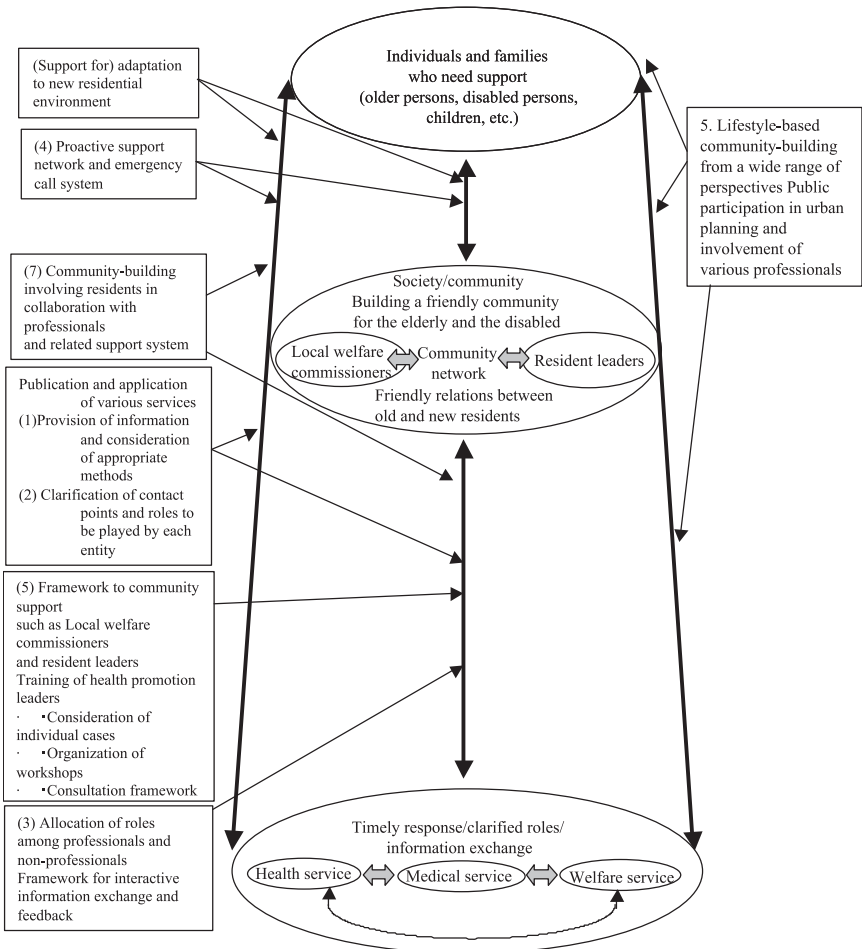 Individuals and families
who need support
(older persons, disabled persons,
children, etc.)
(Support for) adaptation
to new residential
environment
(4) Proactive support
network and emergency
call system
5. Lifestyle-based
community-building
from a wide range of
perspectives Public
participation in urban
planning and
involvement of
various professionals
(7) Community-building
involving residents in
collaboration with
professionals
and related support system
Society/community
Building a friendly community
for the elderly and the disabled
Local welfare
commissioners
Community
network
Resident leaders
Friendly relations between
old and new residents
Publication and application
of various services
(1)Provision of information
and consideration
of appropriate
methods
(2) Clarification of contact
points and roles to
be played by each
entity
(5) Framework to community
support
such as Local welfare
commissioners
and resident leaders
Training of health promotion
leaders
· ・Consideration of
individual cases
· ・Organization of
workshops
· ・Consultation framework
(3) Allocation of roles
among professionals and
non-professionals
Framework for interactive
information exchange and
feedback
Timely response/clarified roles/
information exchange
Health service
Medical service
Welfare service